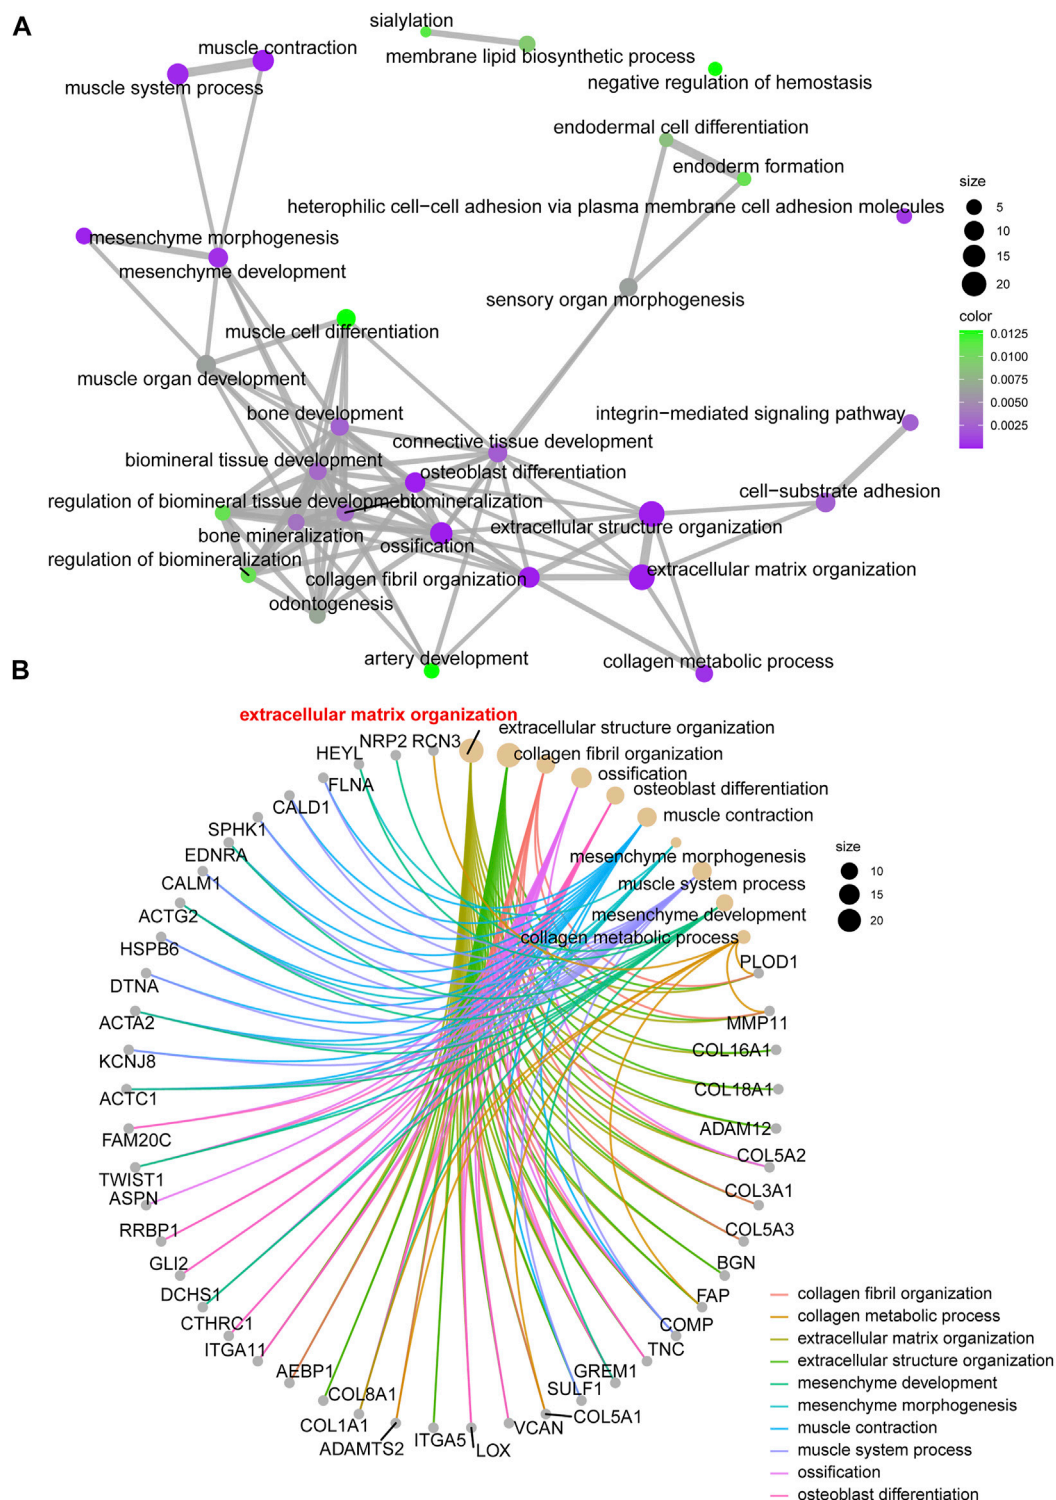 A
sialylation
muscle contraction
membrane lipid biosynthetic process
muscle system process
negative regulation of hemostasis
endodermal cell differentiation
endoderm formation
size
5
10
15
20
heterophilic cell−cell adhesion via plasma membrane cell adhesion molecules
mesenchyme morphogenesis
mesenchyme development
sensory organ morphogenesis
color
0.0125
0.0100
0.0075
0.0050
0.0025
muscle cell differentiation
muscle organ development
bone development
integrin−mediated signaling pathway
connective tissue development
biomineral tissue development
osteoblast differentiation
cell−substrate adhesion
regulation of biomineral tissue development
biomineralization
extracellular structure organization
bone mineralization
ossification
regulation of biomineralization
collagen fibril organization
extracellular matrix organization
odontogenesis
artery development
collagen metabolic process
B
extracellular matrix organization
extracellular structure organization
NRP2
RCN3
HEYL
collagen fibril organization
FLNA
ossification
osteoblast differentiation
CALD1
muscle contraction
SPHK1
EDNRA
mesenchyme morphogenesis
size
10
15
20
CALM1
muscle system process
ACTG2
mesenchyme development
HSPB6
collagen metabolic process
DTNA
PLOD1
ACTA2
MMP11
KCNJ8
COL16A1
ACTC1
COL18A1
FAM20C
ADAM12
TWIST1
COL5A2
ASPN
COL3A1
RRBP1
COL5A3
GLI2
BGN
DCHS1
FAP
CTHRC1
COMP
ITGA11
TNC
AEBP1
GREM1
COL8A1
SULF1
COL1A1
COL5A1
ADAMTS2
ITGA5
LOX
VCAN
collagen fibril organization
collagen metabolic process
extracellular matrix organization
extracellular structure organization
mesenchyme development
mesenchyme morphogenesis
muscle contraction
muscle system process
ossification
osteoblast differentiation